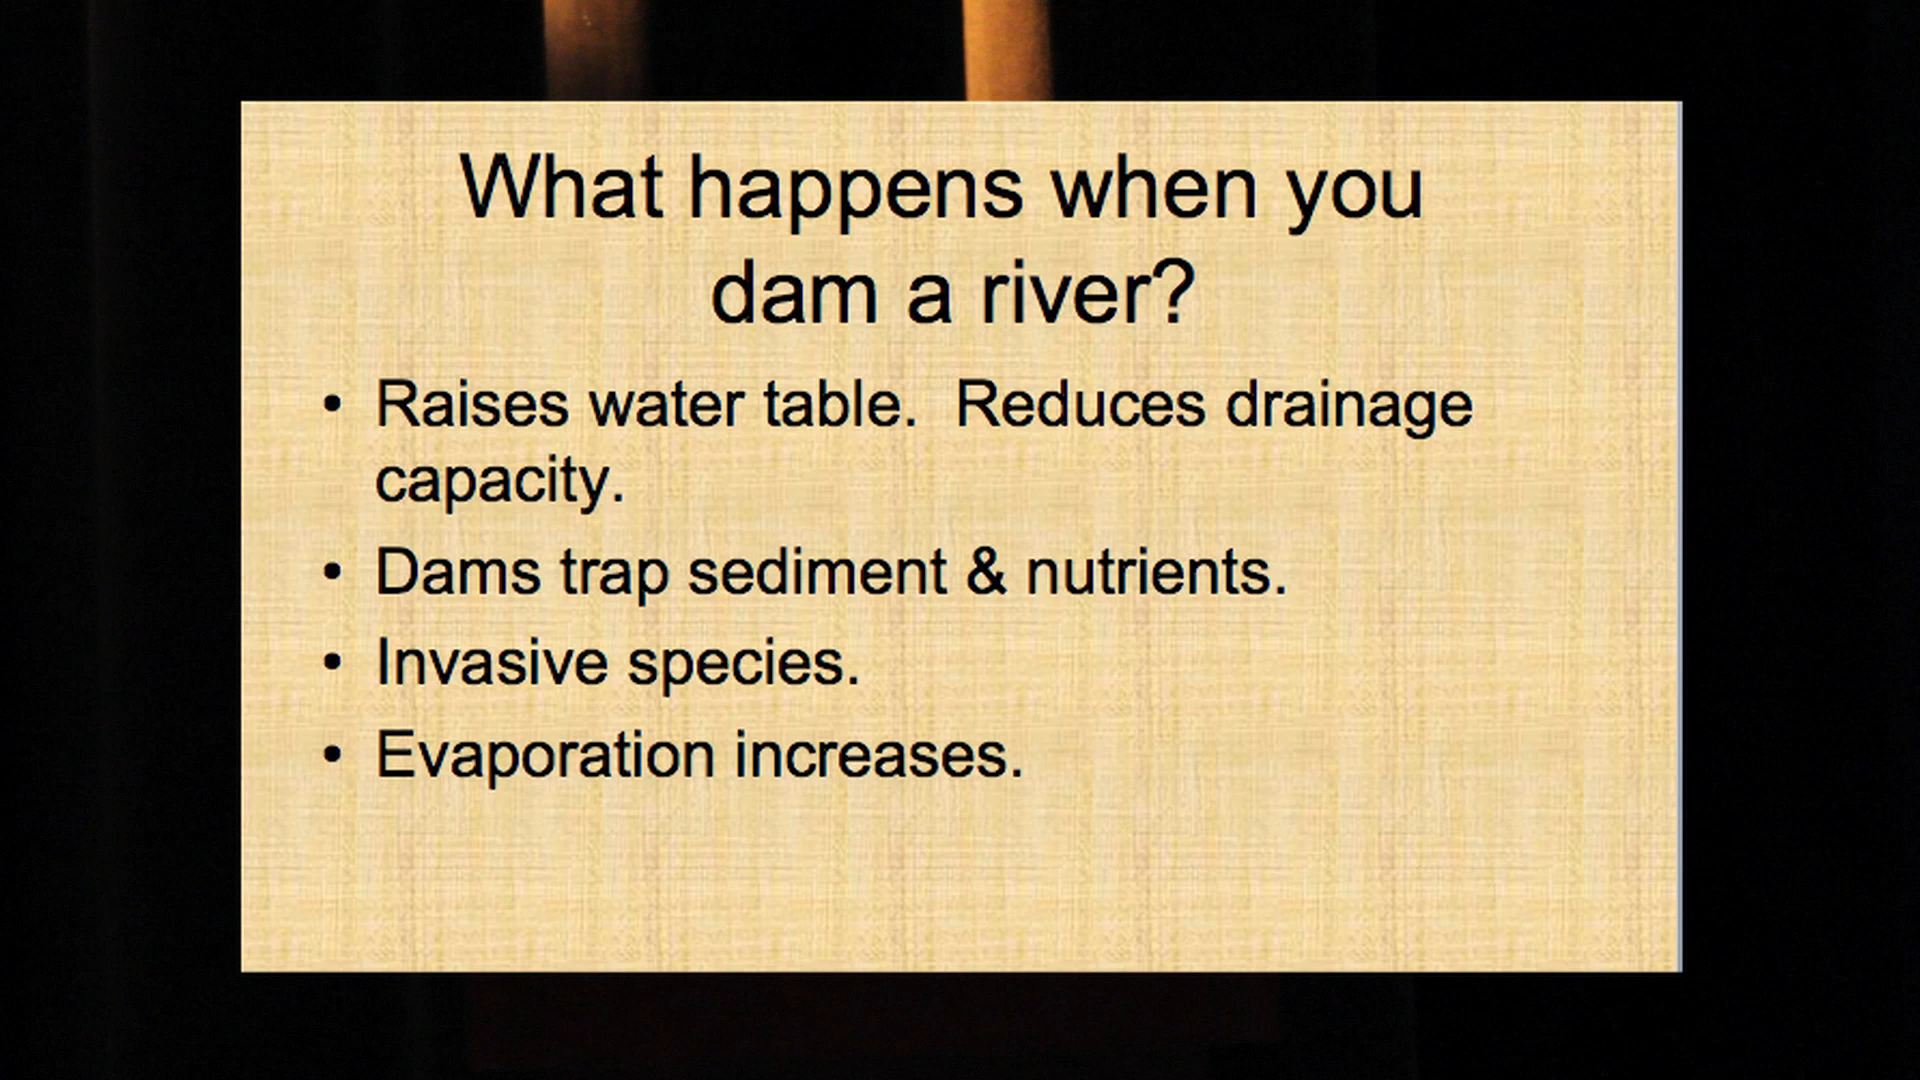 What happens when you
dam a river?
• Raises water table.  Reduces drainage
capacity.
• Dams trap sediment & nutrients.
• Invasive species.
• Evaporation increases.